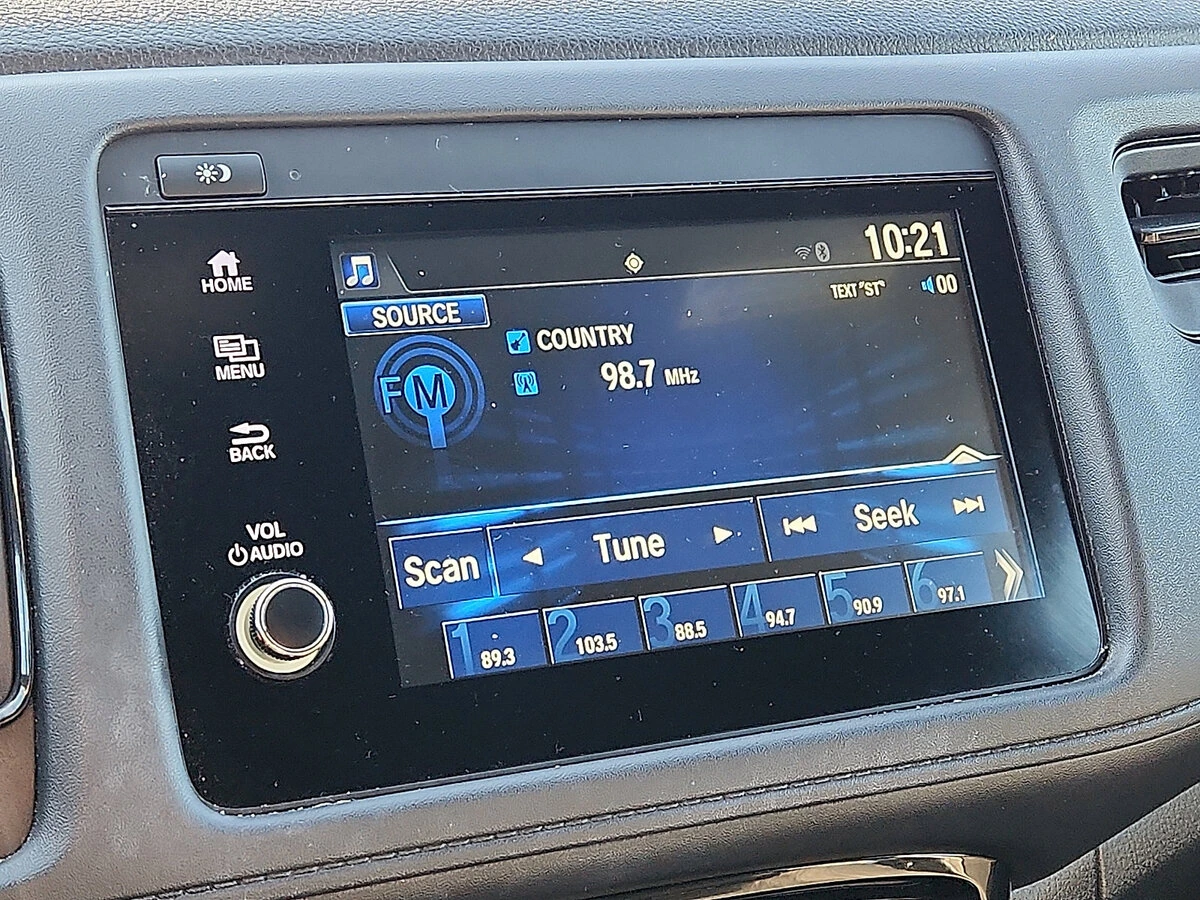 10:21
HOME
TEXT "ST" 00
SOURCE
COUNTRY
FM
98.7 MHz
MENU
BACK
VOL
AUDIO
Scan Tune Seek
1 89.3 2 103.5 3 88.5 4 94.7 5 90.9 6 97.1